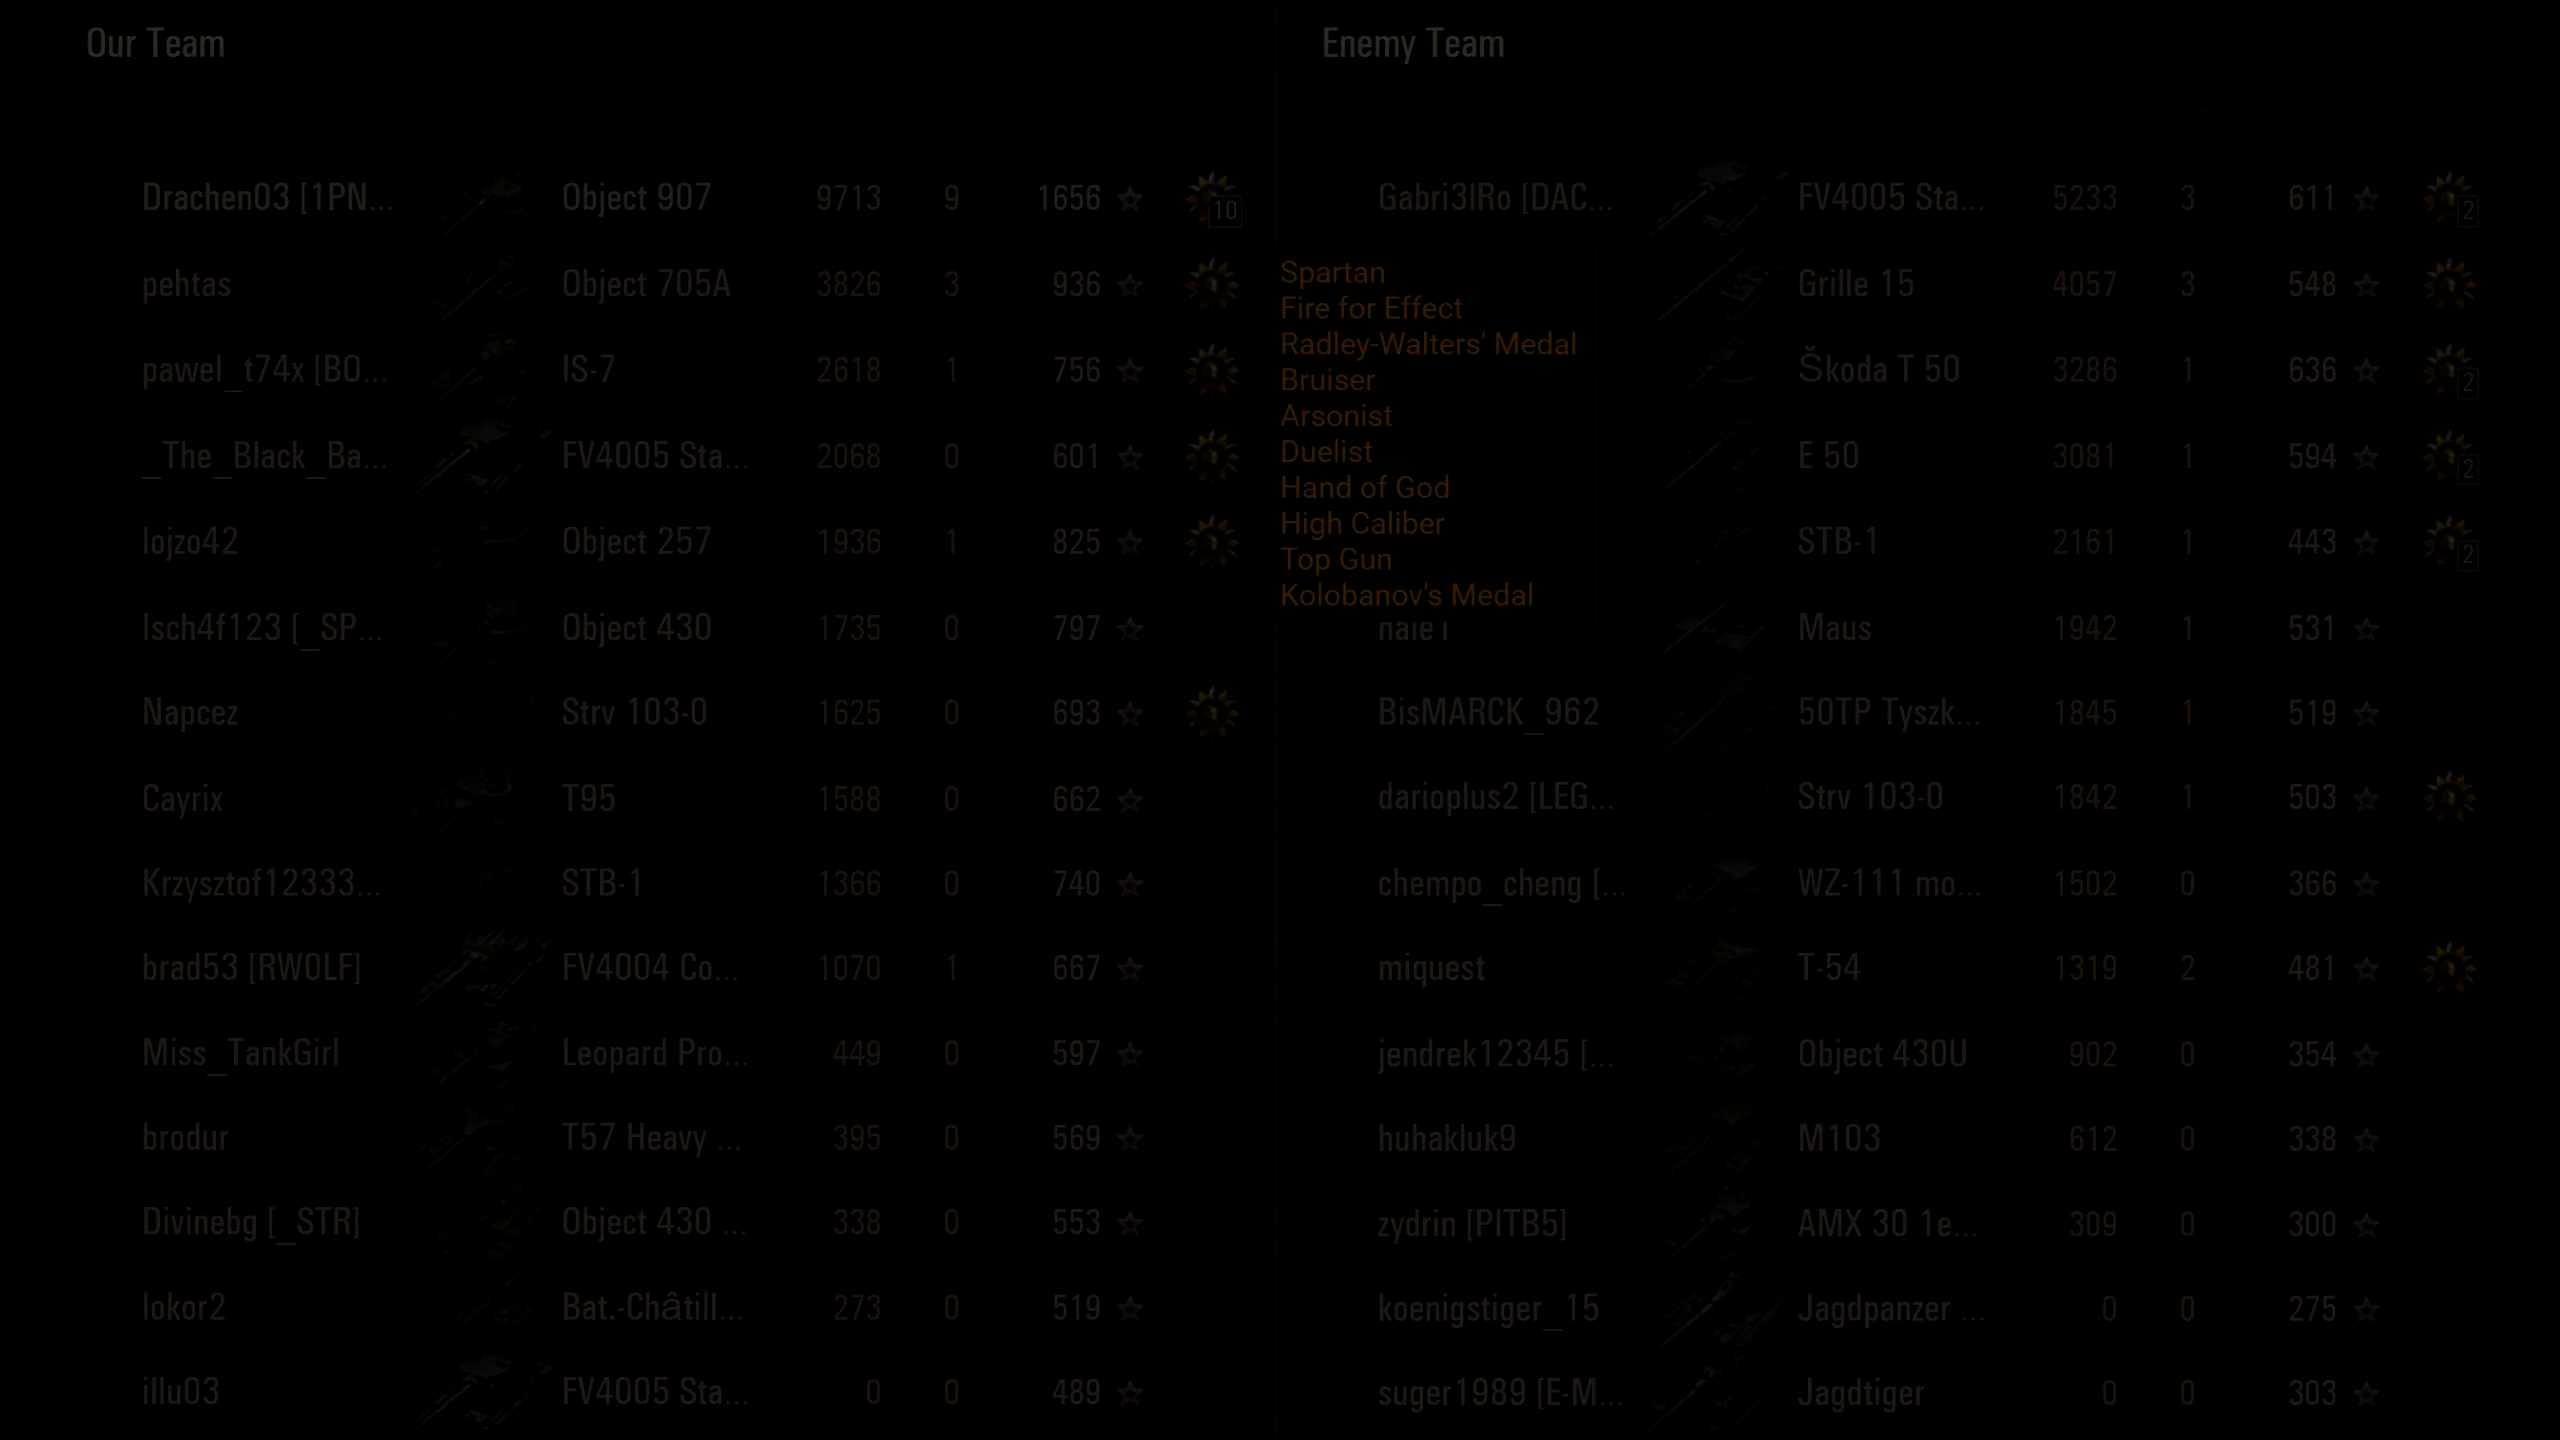 Our Team
Drachen03 [1PN... Object 907 9713 9 1656 10
pehtas Object 705A 3826 3 936
pawel_t74x [BO... IS-7 2618 1 756
_The_Black_Ba... FV4005 Sta... 2068 0 601
lojzo42 Object 257 1936 1 825
Isch4f123 [_SP... Object 430 1735 0 797
Napcez Strv 103-0 1625 0 693
Cayrix T95 1588 0 662
Krzysztof12333... STB-1 1366 0 740
brad53 [RWOLF] FV4004 Co... 1070 1 667
Miss_TankGirl Leopard Pro... 449 0 597
brodur T57 Heavy ... 395 0 569
Divinebg [_STR] Object 430 ... 338 0 553
lokor2 Bat.-Châtill... 273 0 519
illu03 FV4005 Sta... 0 0 489
Enemy Team
Gabri3lRo [DAC... FV4005 Sta... 5233 3 611 2
Spartan
Fire for Effect
Radley-Walters' Medal
Bruiser
Arsonist
Duelist
Hand of God
High Caliber
Top Gun
Kolobanov's Medal
Grille 15 4057 3 548
Škoda T 50 3286 1 636 2
E 50 3081 1 594 2
STB-1 2161 1 443 2
Maus 1942 1 531
BisMARCK_962 50TP Tyszk... 1845 1 519
darioplus2 [LEG... Strv 103-0 1842 1 503
chempo_cheng [... WZ-111 mo... 1502 0 366
miquest T-54 1319 2 481
jendrek12345 [... Object 430U 902 0 354
huhakluk9 M103 612 0 338
zydrin [PITB5] AMX 30 1e... 309 0 300
koenigstiger_15 Jagdpanzer ... 0 0 275
suger1989 [E-M... Jagdtiger 0 0 303